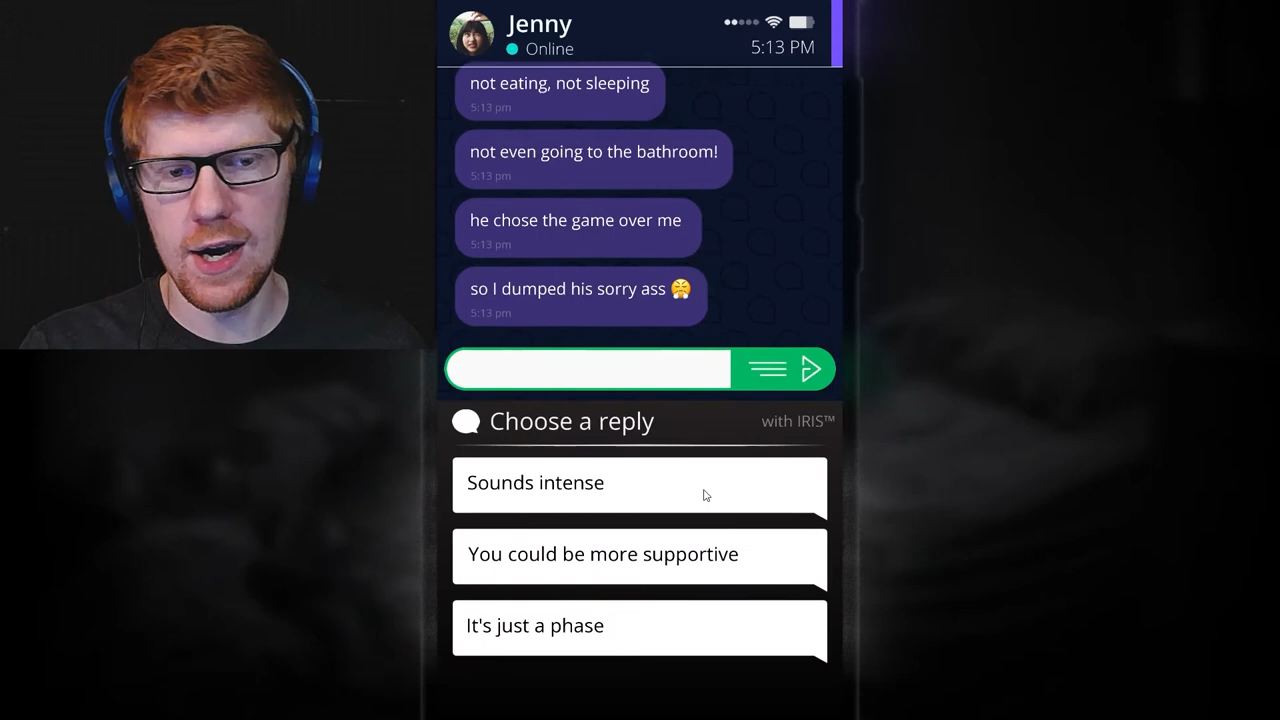 Jenny
Online
5:13 PM
not eating, not sleeping
5:13 pm
not even going to the bathroom!
5:13 pm
he chose the game over me
5:13 pm
so I dumped his sorry ass 😤
5:13 pm
Choose a reply
with IRIS™
Sounds intense
You could be more supportive
It's just a phase